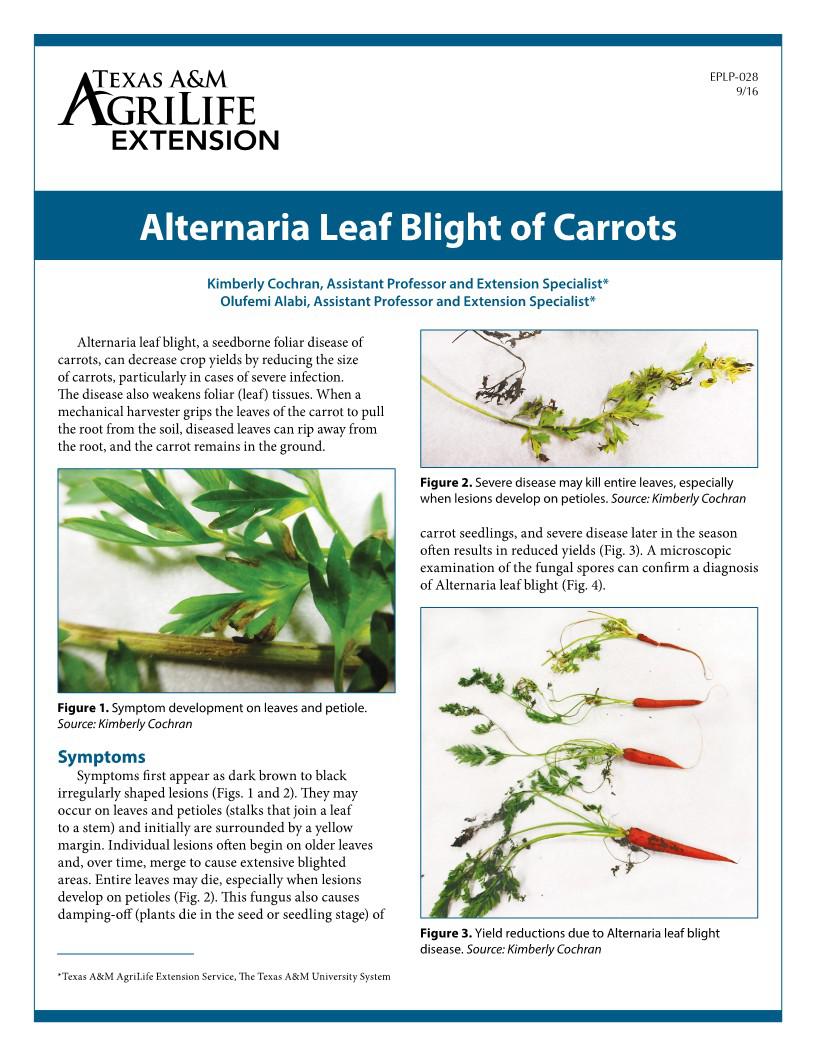 TEXAS A&M
AGRILIFE
EXTENSION
EPLP-028
9/16
Alternaria Leaf Blight of Carrots
Kimberly Cochran, Assistant Professor and Extension Specialist*
Olufemi Alabi, Assistant Professor and Extension Specialist*
Alternaria leaf blight, a seedborne foliar disease of
carrots, can decrease crop yields by reducing the size
of carrots, particularly in cases of severe infection.
The disease also weakens foliar (leaf) tissues. When a
mechanical harvester grips the leaves of the carrot to pull
the root from the soil, diseased leaves can rip away from
the root, and the carrot remains in the ground.
Figure 1. Symptom development on leaves and petiole.
Source: Kimberly Cochran
Symptoms
Symptoms first appear as dark brown to black
irregularly shaped lesions (Figs. 1 and 2). They may
occur on leaves and petioles (stalks that join a leaf
to a stem) and initially are surrounded by a yellow
margin. Individual lesions often begin on older leaves
and, over time, merge to cause extensive blighted
areas. Entire leaves may die, especially when lesions
develop on petioles (Fig. 2). This fungus also causes
damping-off (plants die in the seed or seedling stage) of
Figure 2. Severe disease may kill entire leaves, especially
when lesions develop on petioles. Source: Kimberly Cochran
carrot seedlings, and severe disease later in the season
often results in reduced yields (Fig. 3). A microscopic
examination of the fungal spores can confirm a diagnosis
of Alternaria leaf blight (Fig. 4).
Figure 3. Yield reductions due to Alternaria leaf blight
disease. Source: Kimberly Cochran
*Texas A&M AgriLife Extension Service, The Texas A&M University System